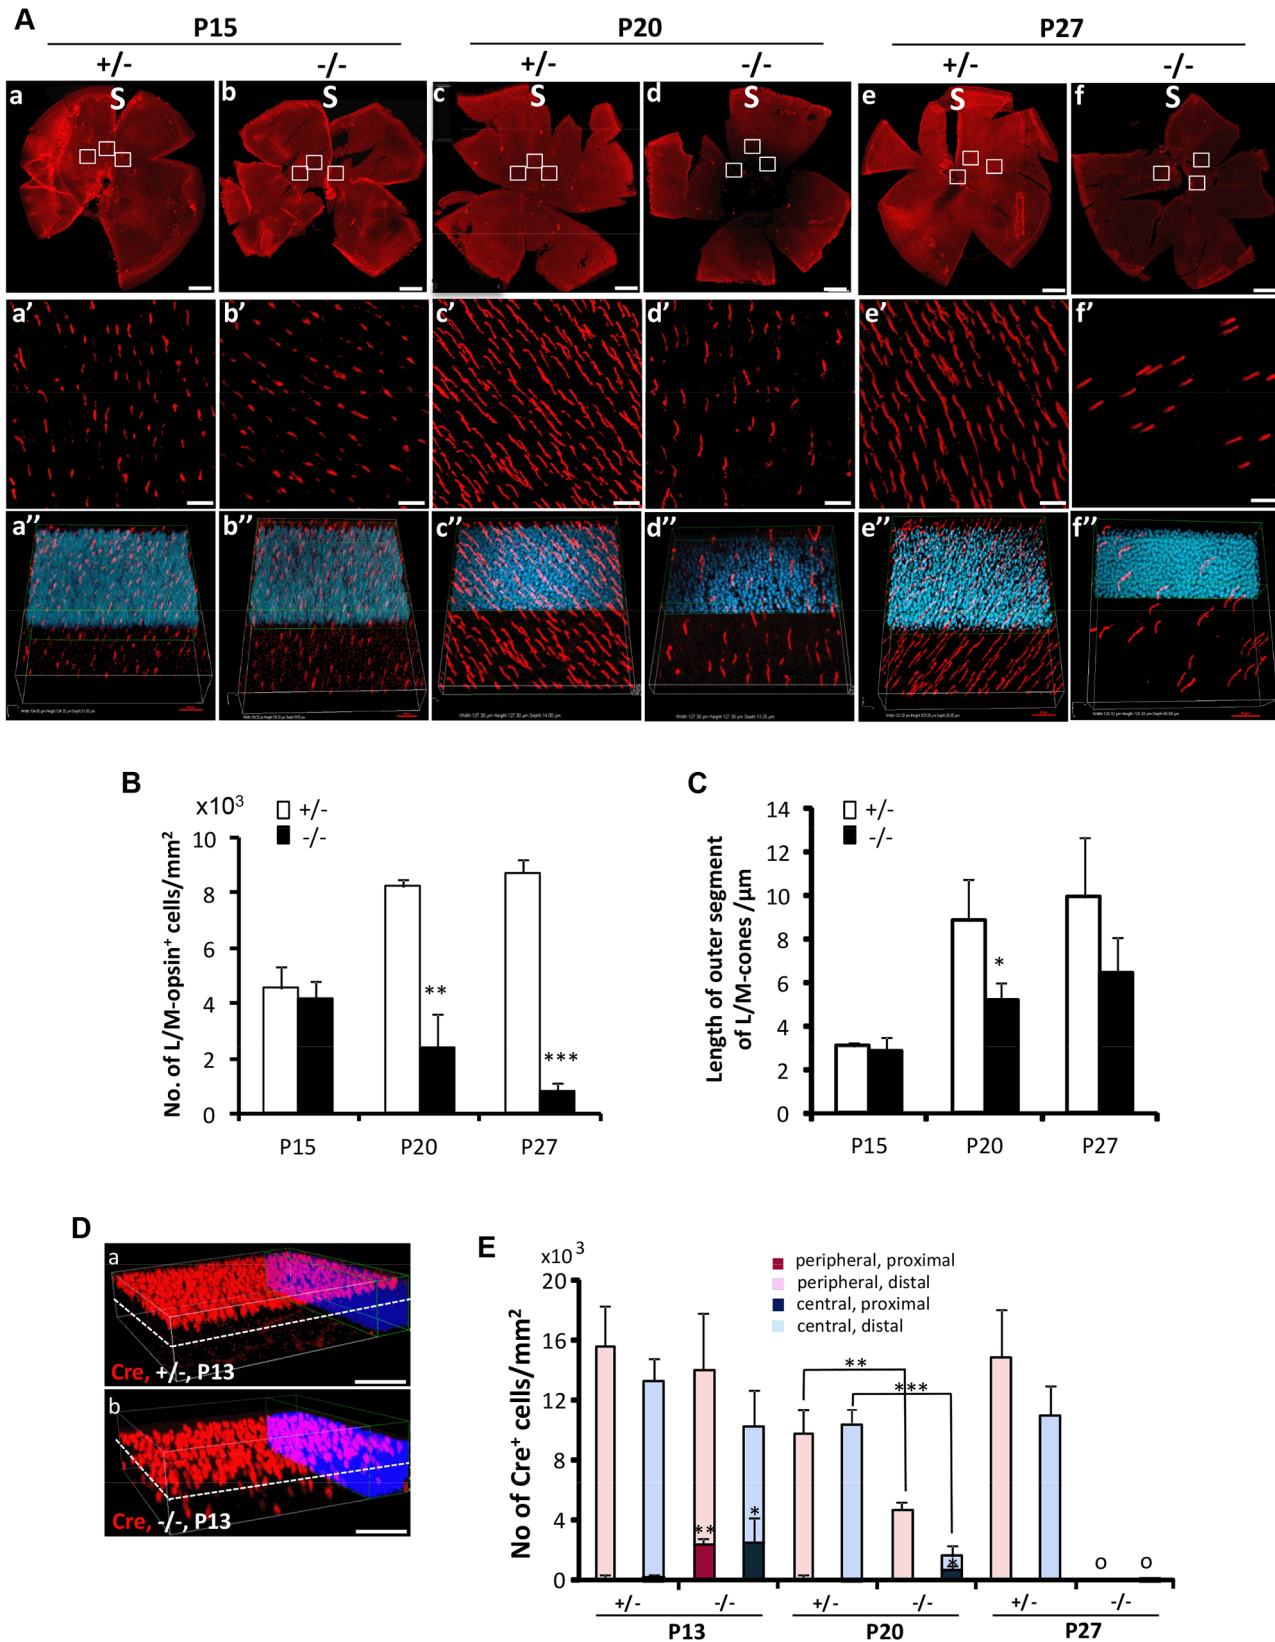 A
P15 P20 P27
+/- -/- +/- -/- +/- -/-
a S b S c S d S e S f S
a’ b’ c’ d’ e’ f’
a’’ b’’ c’’ d’’ e’’ f’’
B
x10³
+/-
-/-
No. of L/M-opsin⁺ cells/mm²
10
8
6
4
2
0
**
***
P15 P20 P27
C
+/-
-/-
Length of outer segment
of L/M-cones /µm
14
12
10
8
6
4
2
0
*
P15 P20 P27
D
a
Cre, +/-, P13
b
Cre, -/-, P13
E
x10³
peripheral, proximal
peripheral, distal
central, proximal
central, distal
No of Cre⁺ cells/mm²
20
16
12
8
4
0
** * ** *** * o o
+/- -/- +/- -/- +/- -/-
P13 P20 P27